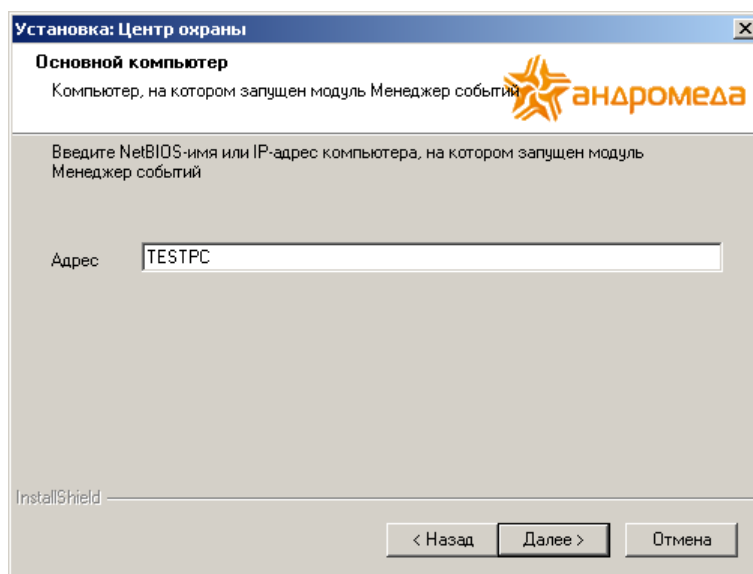 Установка: Центр охраны
Основной компьютер
Компьютер, на котором запущен модуль Менеджер событий
андромеда
Введите NetBIOS-имя или IP-адрес компьютера, на котором запущен модуль
Менеджер событий
Адрес
TESTPC
InstallShield
< Назад
Далее >
Отмена